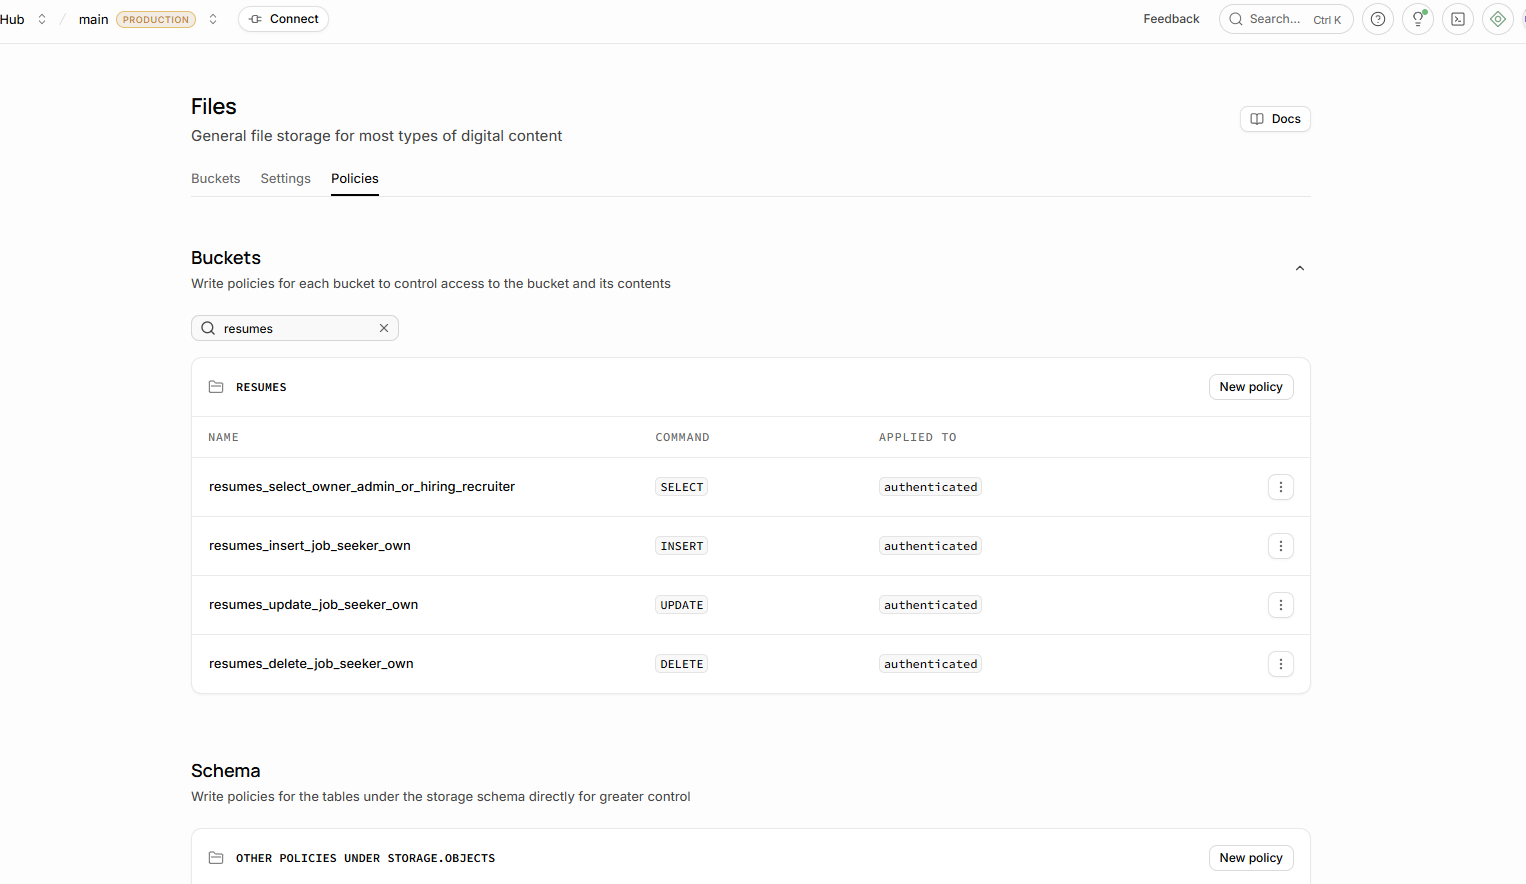 Hub / main PRODUCTION Connect Feedback Search... Ctrl K
Files
General file storage for most types of digital content
Docs
Buckets Settings Policies
Buckets
Write policies for each bucket to control access to the bucket and its contents
resumes
RESUMES New policy
NAME COMMAND APPLIED TO
resumes_select_owner_admin_or_hiring_recruiter SELECT authenticated
resumes_insert_job_seeker_own INSERT authenticated
resumes_update_job_seeker_own UPDATE authenticated
resumes_delete_job_seeker_own DELETE authenticated
Schema
Write policies for the tables under the storage schema directly for greater control
OTHER POLICIES UNDER STORAGE.OBJECTS New policy